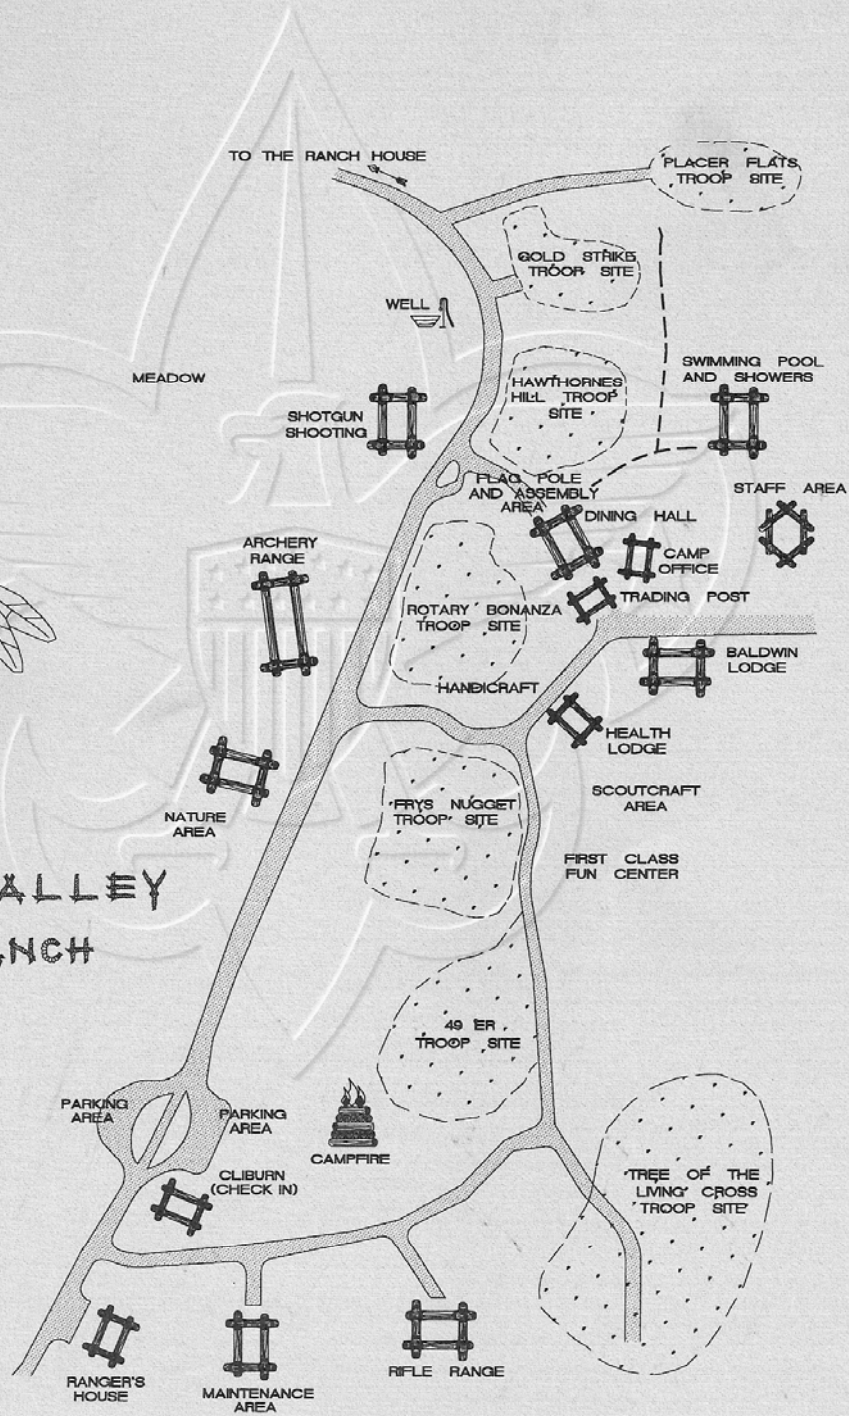 TO THE RANCH HOUSE
PLACER FLATS
TROOP SITE
GOLD STRIKE
TROOP SITE
WELL
MEADOW
SWIMMING POOL
AND SHOWERS
HAWTHORNES
HILL TROOP
SITE
SHOTGUN
SHOOTING
FLAG POLE
AND ASSEMBLY
AREA
STAFF AREA
DINING HALL
ARCHERY
RANGE
CAMP
OFFICE
TRADING POST
ROTARY BONANZA
TROOP SITE
BALDWIN
LODGE
HANDICRAFT
HEALTH
LODGE
SCOUTCRAFT
AREA
FRYS NUGGET
TROOP SITE
NATURE
AREA
FIRST CLASS
FUN CENTER
ALLEY
ANCH
49 ER
TROOP SITE
PARKING
AREA
PARKING
AREA
CAMPFIRE
CLIBURN
(CHECK IN)
TREE OF THE
LIVING CROSS
TROOP SITE
RANGER'S
HOUSE
MAINTENANCE
AREA
RIFLE RANGE